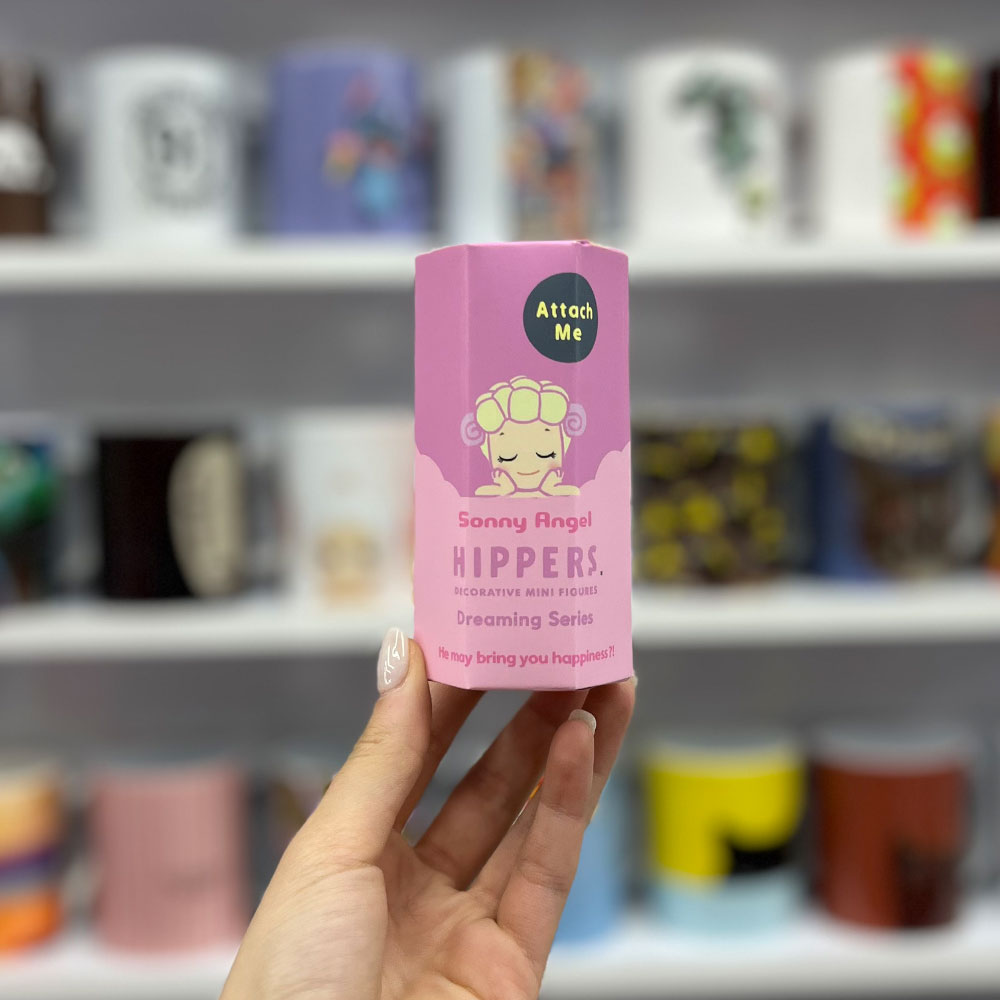 Attach
Me
Sonny Angel
HIPPERS.
DECORATIVE MINI FIGURES
Dreaming Series
He may bring you happiness?!